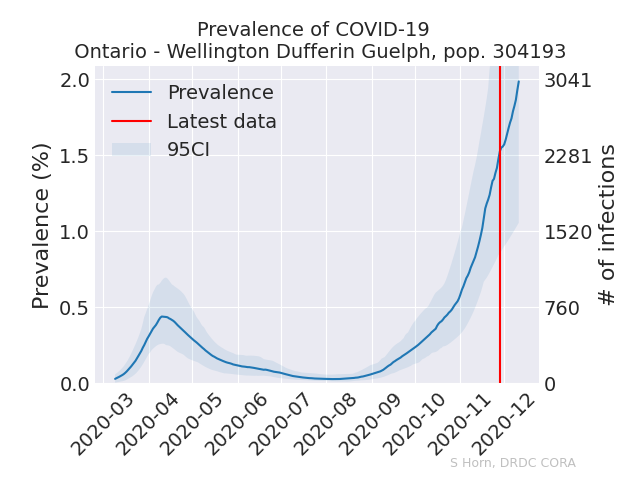 Prevalence of COVID-19
Ontario - Wellington Dufferin Guelph, pop. 304193
Prevalence
Latest data
95CI
Prevalence (%)
2.0
1.5
1.0
0.5
0.0
3041
2281
1520
760
0
# of infections
2020-03
2020-04
2020-05
2020-06
2020-07
2020-08
2020-09
2020-10
2020-11
2020-12
S Horn, DRDC CORA